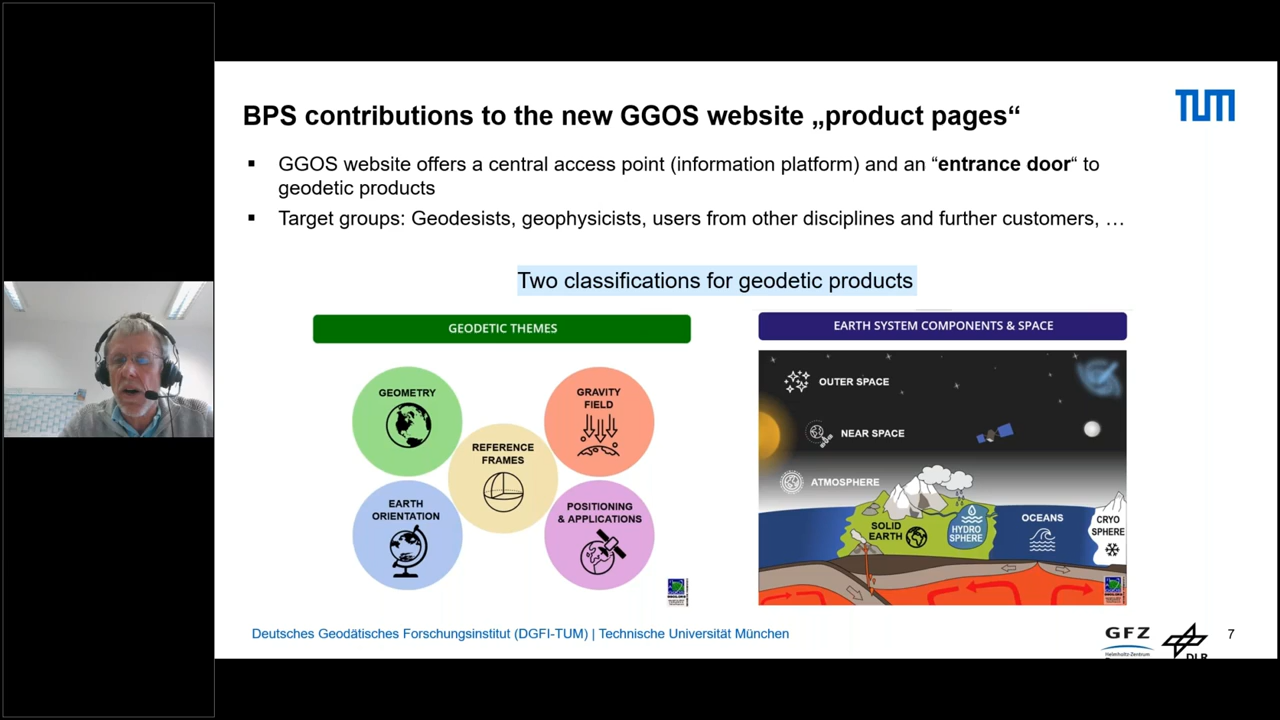 BPS contributions to the new GGOS website „product pages“
TUM
▪ GGOS website offers a central access point (information platform) and an “entrance door“ to
geodetic products
▪ Target groups: Geodesists, geophysicists, users from other disciplines and further customers, …
Two classifications for geodetic products
GEODETIC THEMES
GEOMETRY
GRAVITY
FIELD
REFERENCE
FRAMES
EARTH
ORIENTATION
POSITIONING
& APPLICATIONS
EARTH SYSTEM COMPONENTS & SPACE
OUTER SPACE
NEAR SPACE
ATMOSPHERE
SOLID
EARTH
HYDRO
SPHERE
OCEANS
CRYO
SPHERE
Deutsches Geodätisches Forschungsinstitut (DGFI-TUM) | Technische Universität München
GFZ
Helmholtz-Zentrum
DLR
7